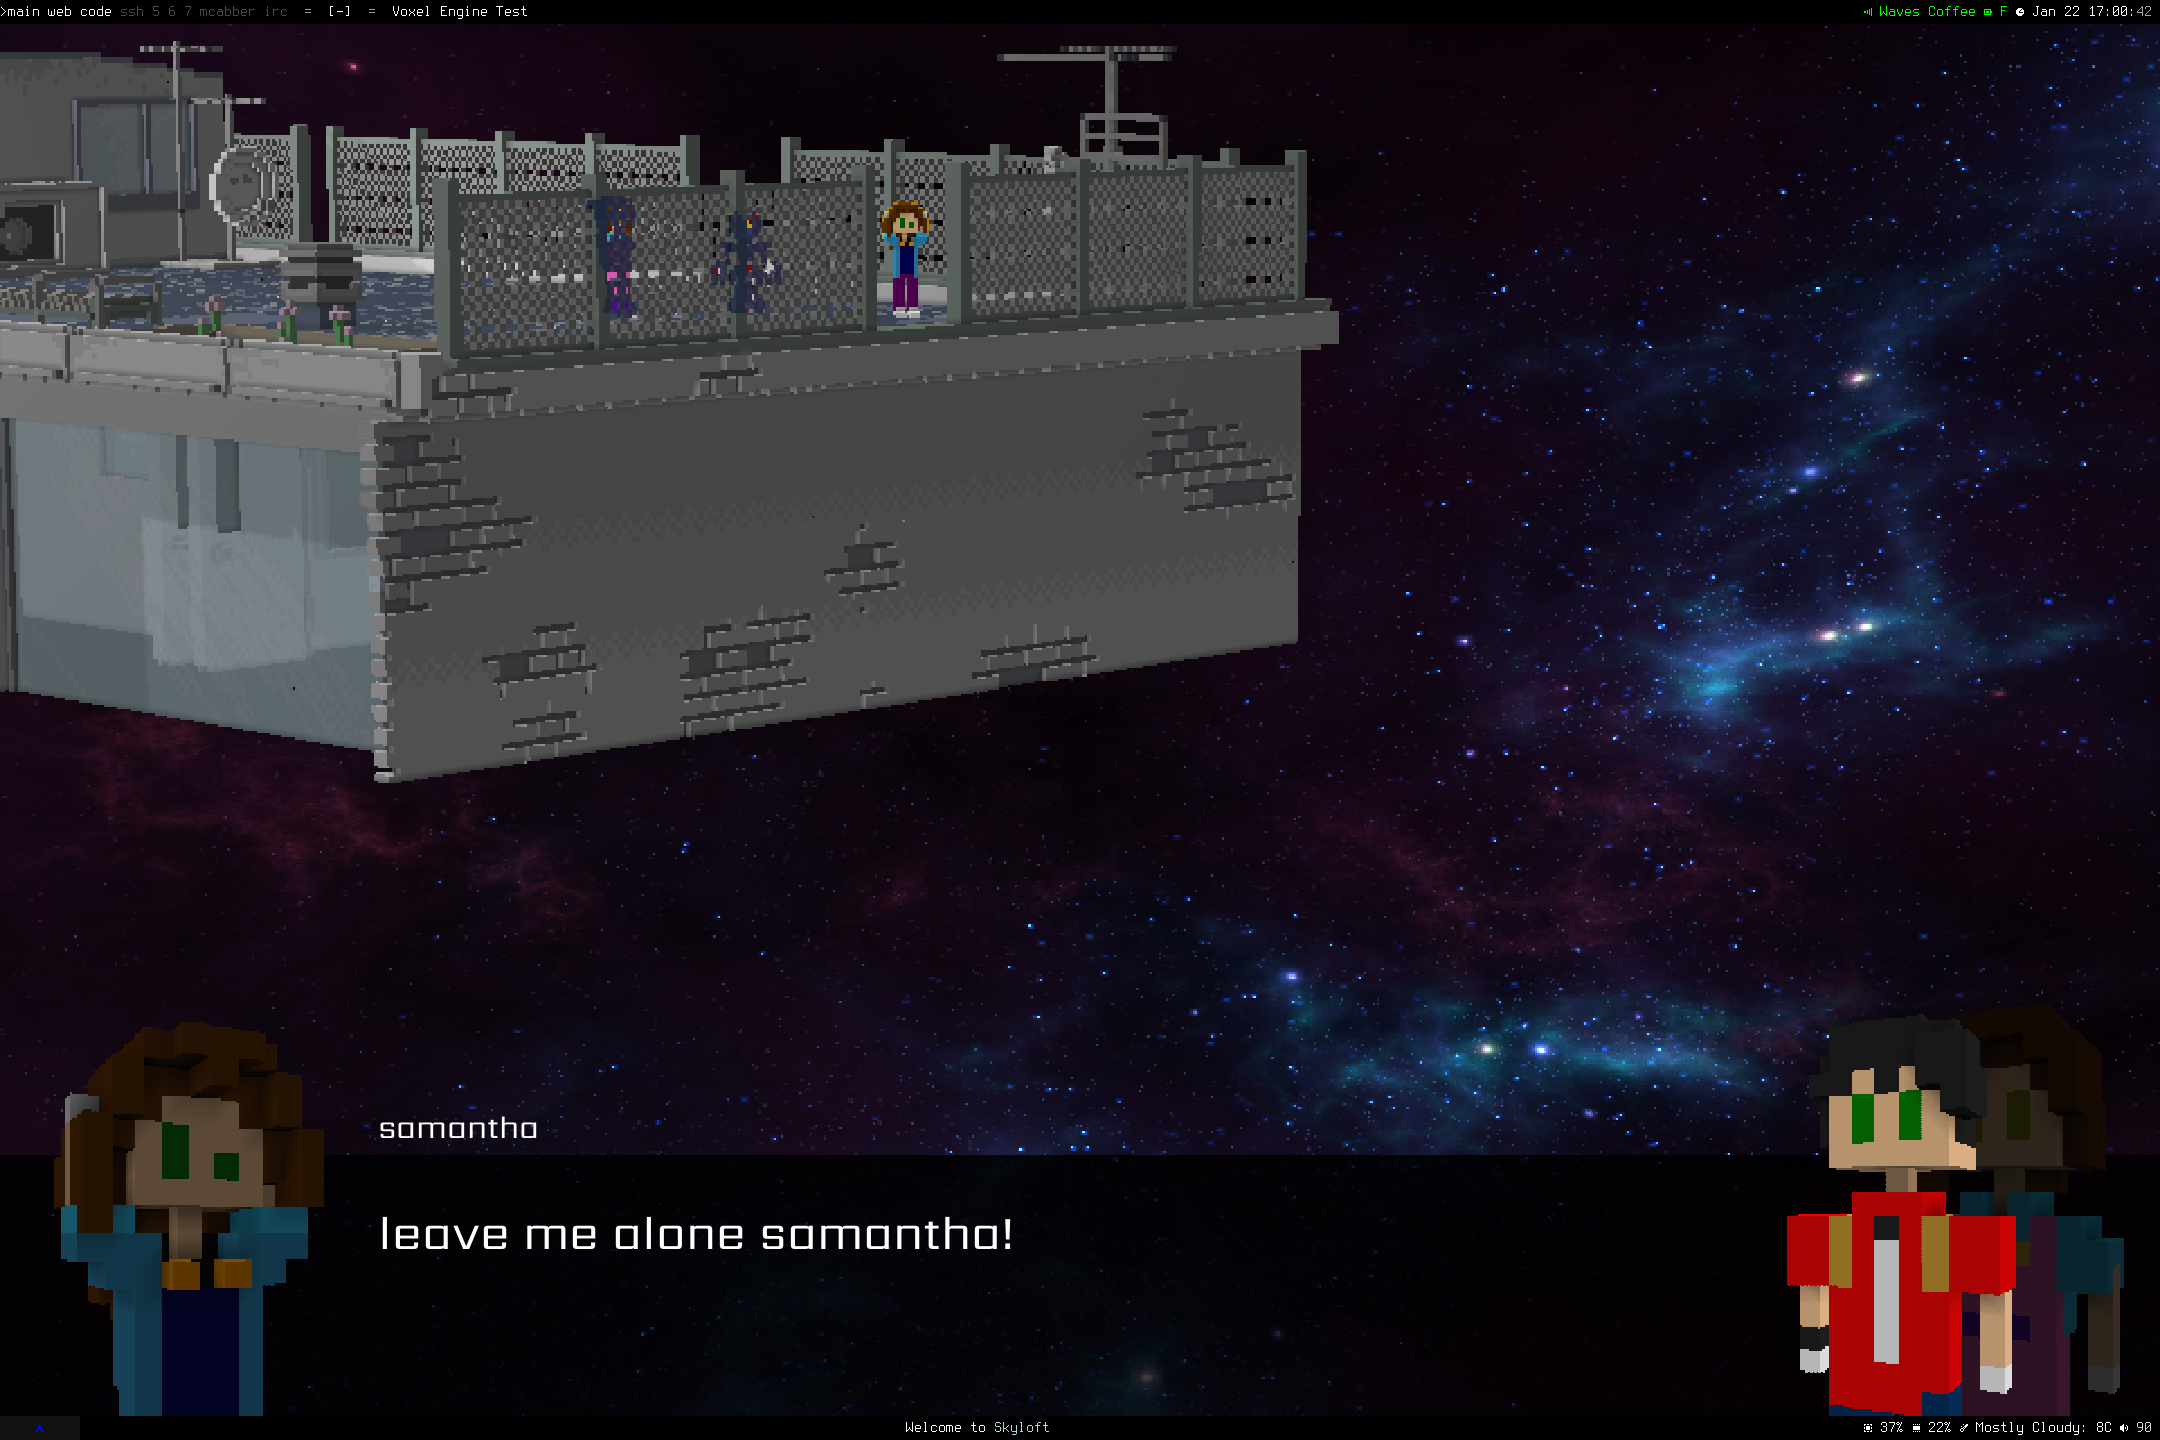 >main web code ssh 5 6 7 mcabber irc = [-] = Voxel Engine Test
Waves Coffee F Jan 22 17:00:42
samantha
leave me alone samantha!
Welcome to Skyloft
37% 22% Mostly Cloudy: 8C 90